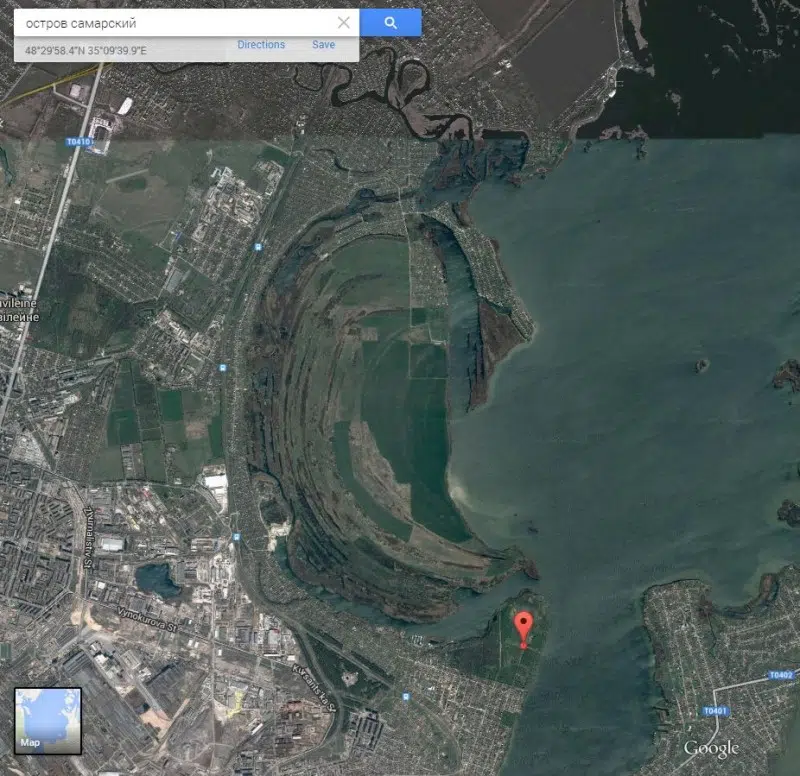 остров самарский
48°29'58.4"N 35°09'39.9"E
Directions
Save
T0410
Vynokurova St
T0402
T0401
Map
Google